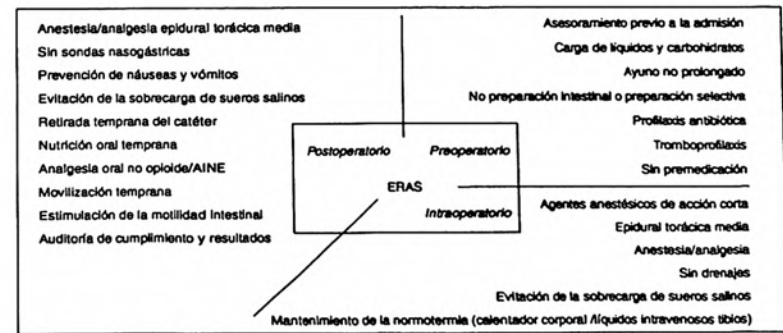 Anestesia/analgesia epidural torácica media
Sin sondas nasogástricas
Prevención de náuseas y vómitos
Evitación de la sobrecarga de sueros salinos
Retirada temprana del catéter
Nutrición oral temprana
Analgesia oral no opioide/AINE
Movilización temprana
Estimulación de la motilidad intestinal
Auditoría de cumplimiento y resultados
Asesoramiento previo a la admisión
Carga de líquidos y carbohidratos
Ayuno no prolongado
No preparación intestinal o preparación selectiva
Profilaxis antibiótica
Tromboprofilaxis
Sin premedicación
Postoperatorio
Preoperatorio
ERAS
Intraoperatorio
Agentes anestésicos de acción corta
Epidural torácica media
Anestesia/analgesia
Sin drenajes
Evitación de la sobrecarga de sueros salinos
Mantenimiento de la normotermia (calentador corporal /líquidos intravenosos tibios)